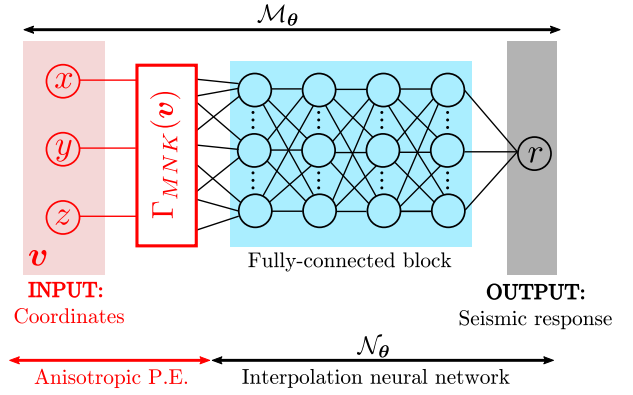 ℳ_θ
x
y
z
v
Γ_MNK(v)
r
Fully-connected block
INPUT:
Coordinates
OUTPUT:
Seismic response
𝒩_θ
Anisotropic P.E.
Interpolation neural network